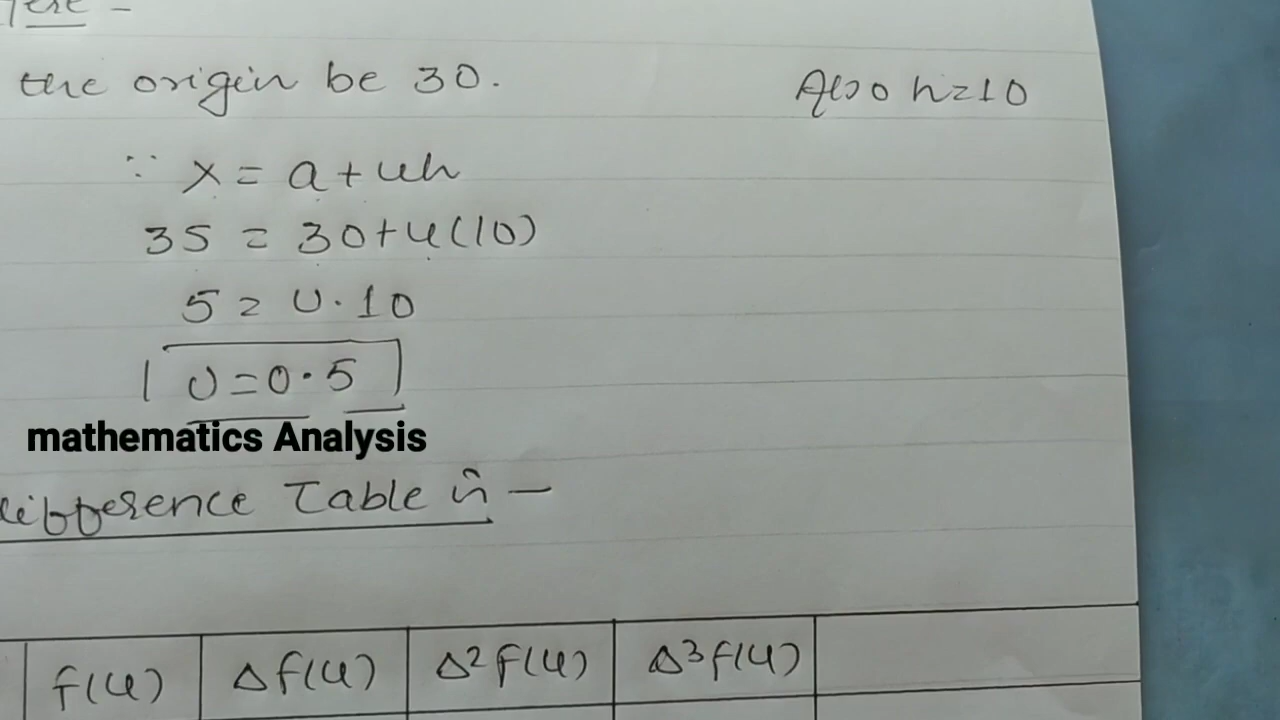 Here -
the origin be 30. Also h=10
∵ x = a + uh
35 = 30+u(10)
5 = u.10
u=0.5
mathematics Analysis
difference Table is -
f(u) Δf(u) Δ²f(u) Δ³f(u)